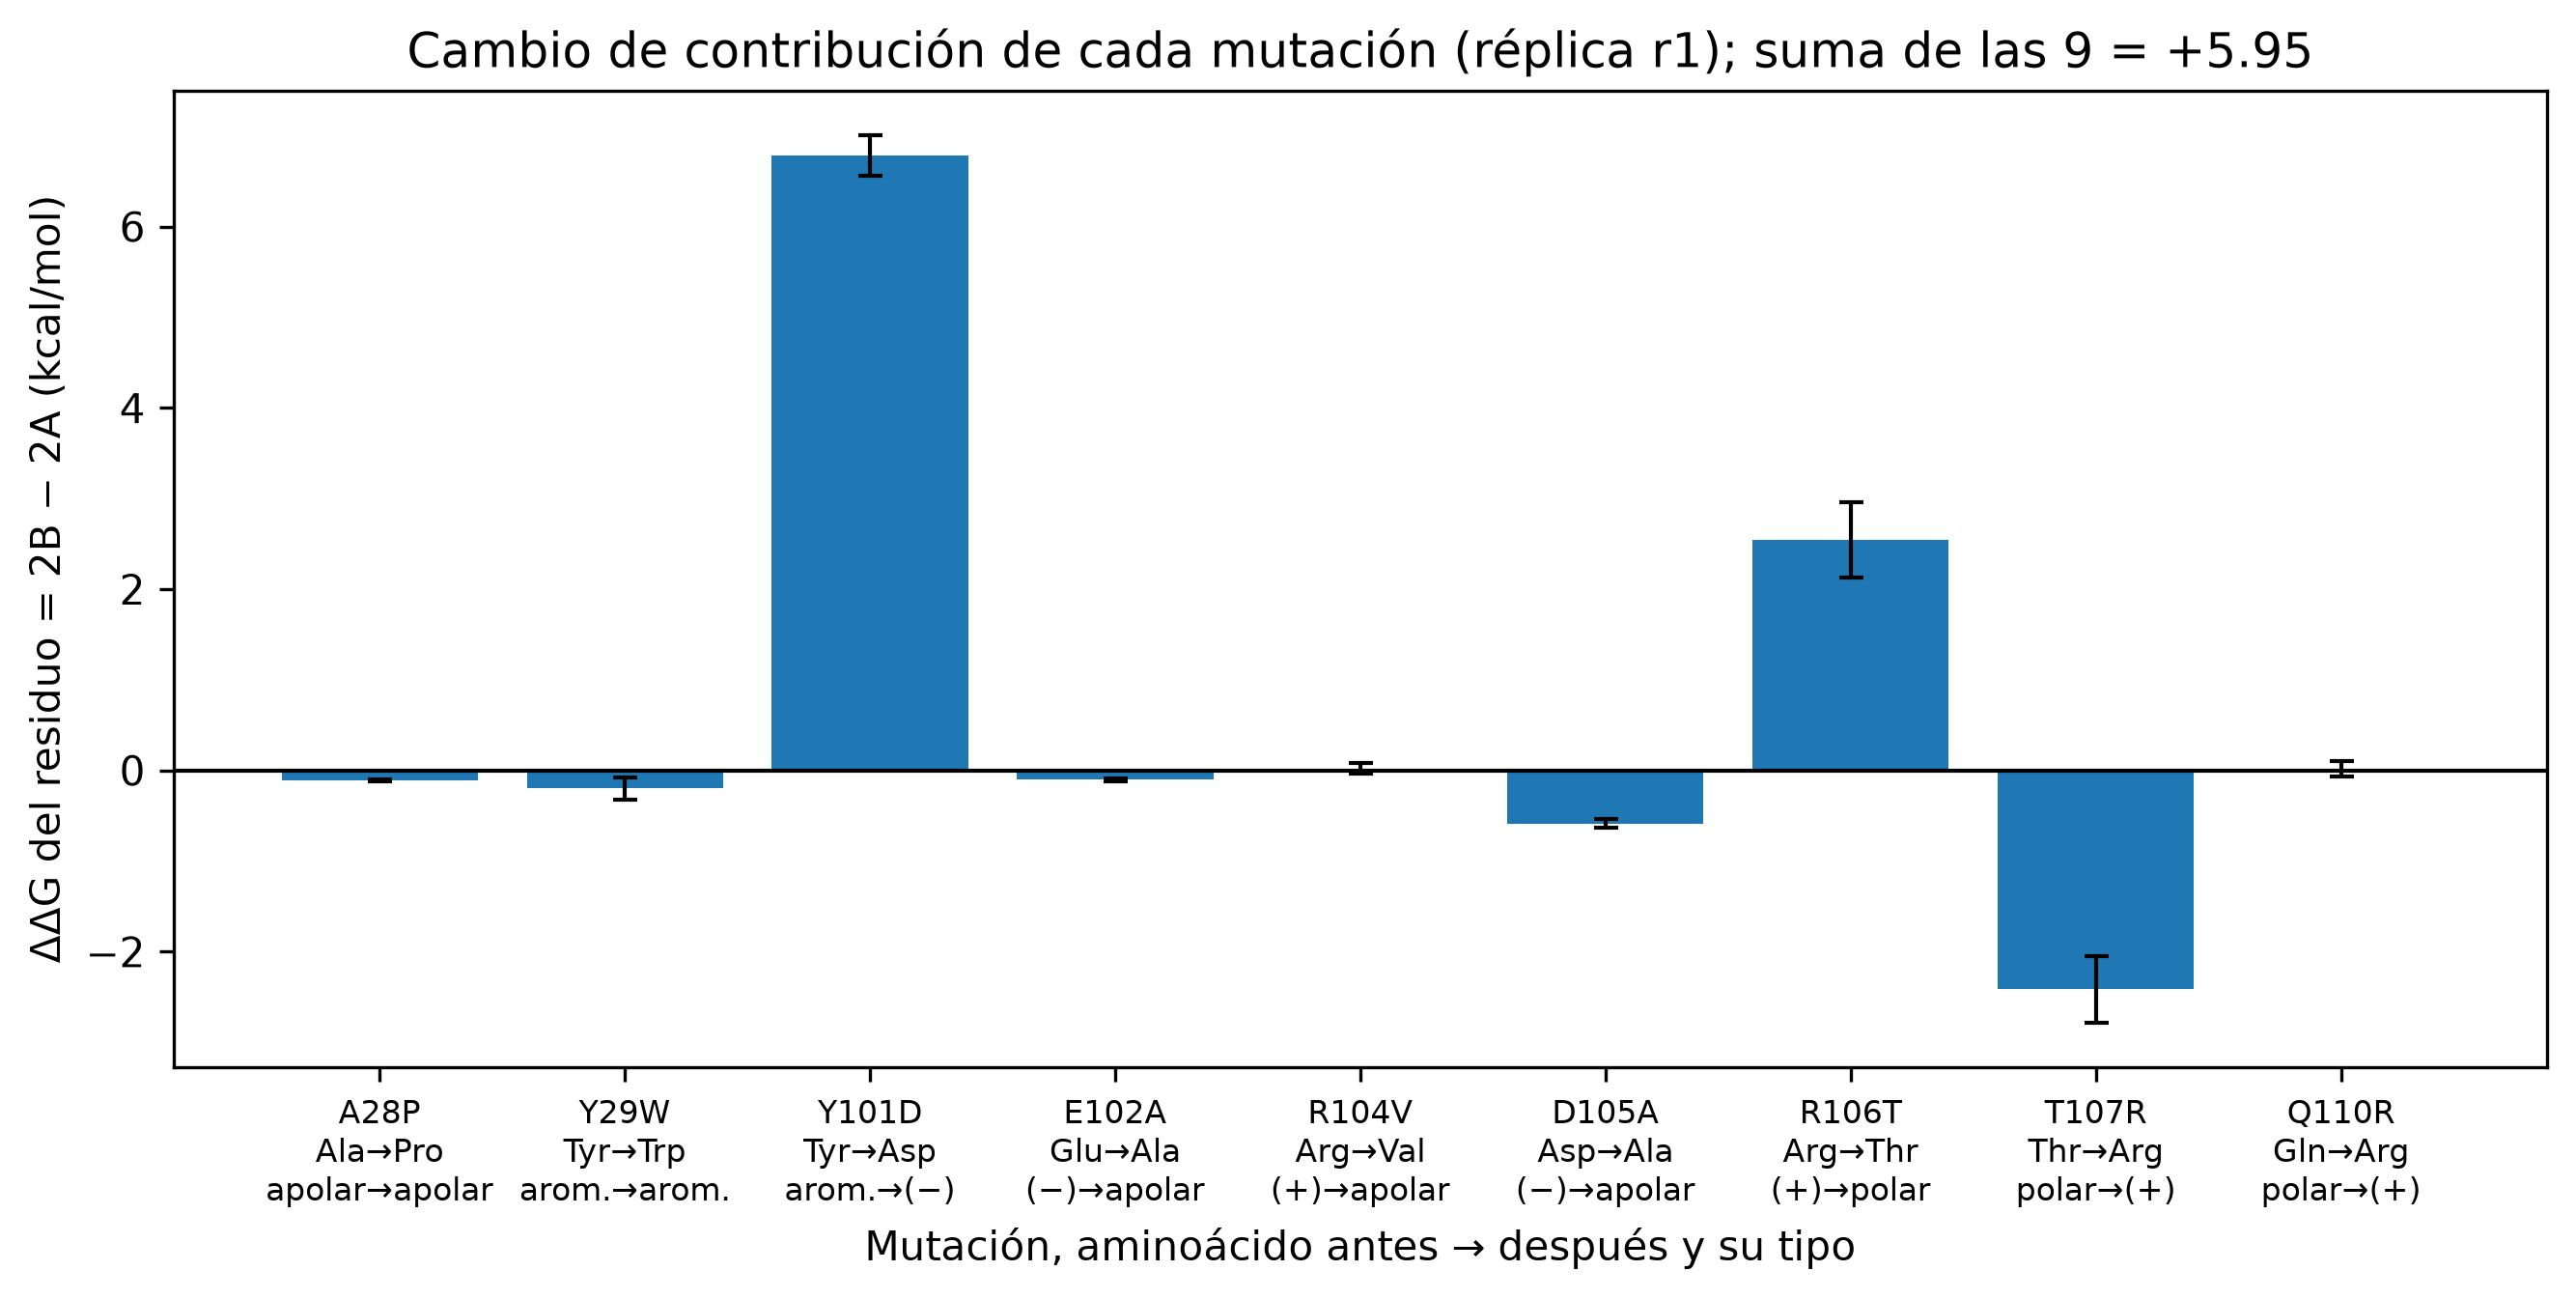 Cambio de contribución de cada mutación (réplica r1); suma de las 9 = +5.95
ΔΔG del residuo = 2B − 2A (kcal/mol)
6
4
2
0
−2
A28P Y29W Y101D E102A R104V D105A R106T T107R Q110R
Ala→Pro Tyr→Trp Tyr→Asp Glu→Ala Arg→Val Asp→Ala Arg→Thr Thr→Arg Gln→Arg
apolar→apolar arom.→arom. arom.→(−) (−)→apolar (+)→apolar (−)→apolar (+)→polar polar→(+) polar→(+)
Mutación, aminoácido antes → después y su tipo